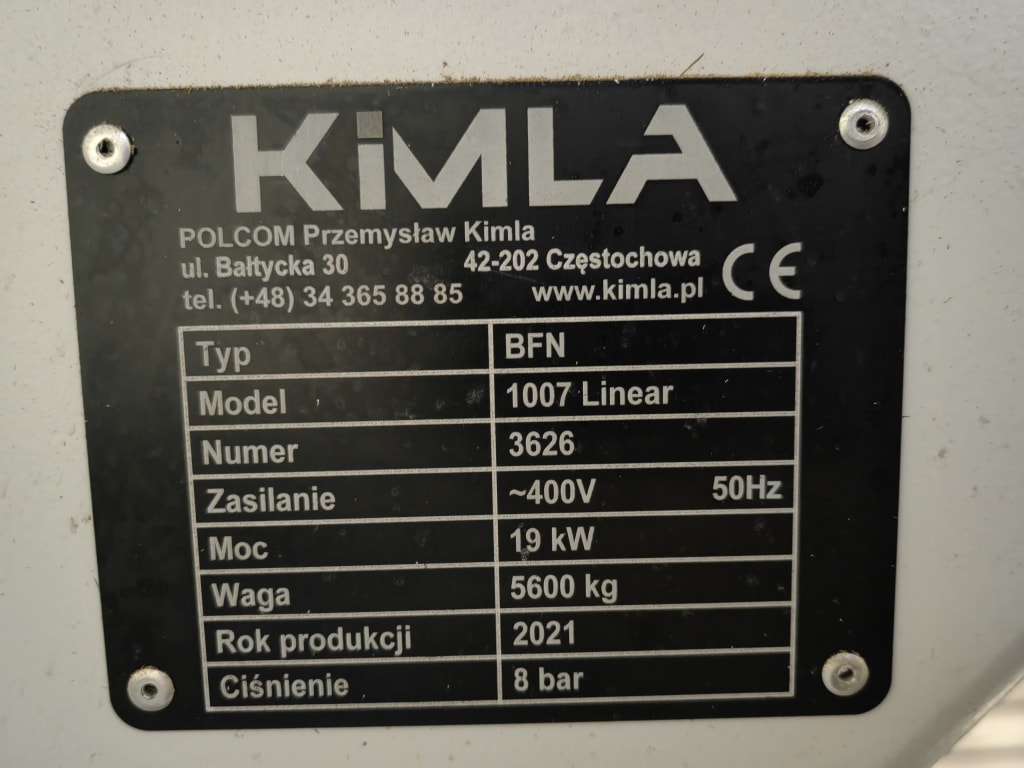 KiMLA
POLCOM Przemysław Kimla
ul. Bałtycka 30 42-202 Częstochowa
tel. (+48) 34 365 88 85 www.kimla.pl
CE
Typ BFN
Model 1007 Linear
Numer 3626
Zasilanie ~400V 50Hz
Moc 19 kW
Waga 5600 kg
Rok produkcji 2021
Ciśnienie 8 bar